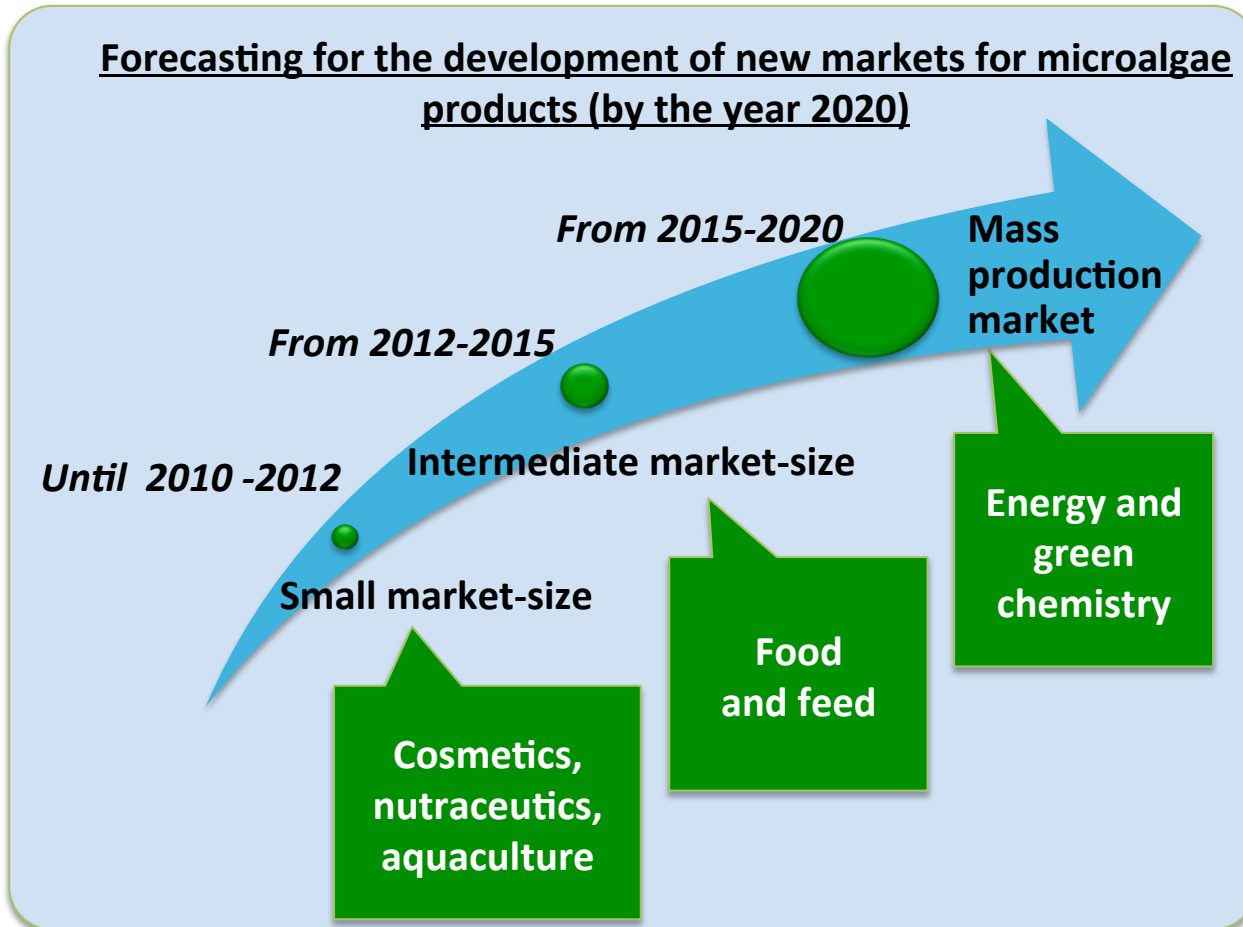 Forecasting for the development of new markets for microalgae
products (by the year 2020)
From 2015-2020
Mass
production
market
From 2012-2015
Until  2010 -2012
Intermediate market-size
Small market-size
Energy and
green
chemistry
Food
and feed
Cosmetics,
nutraceutics,
aquaculture